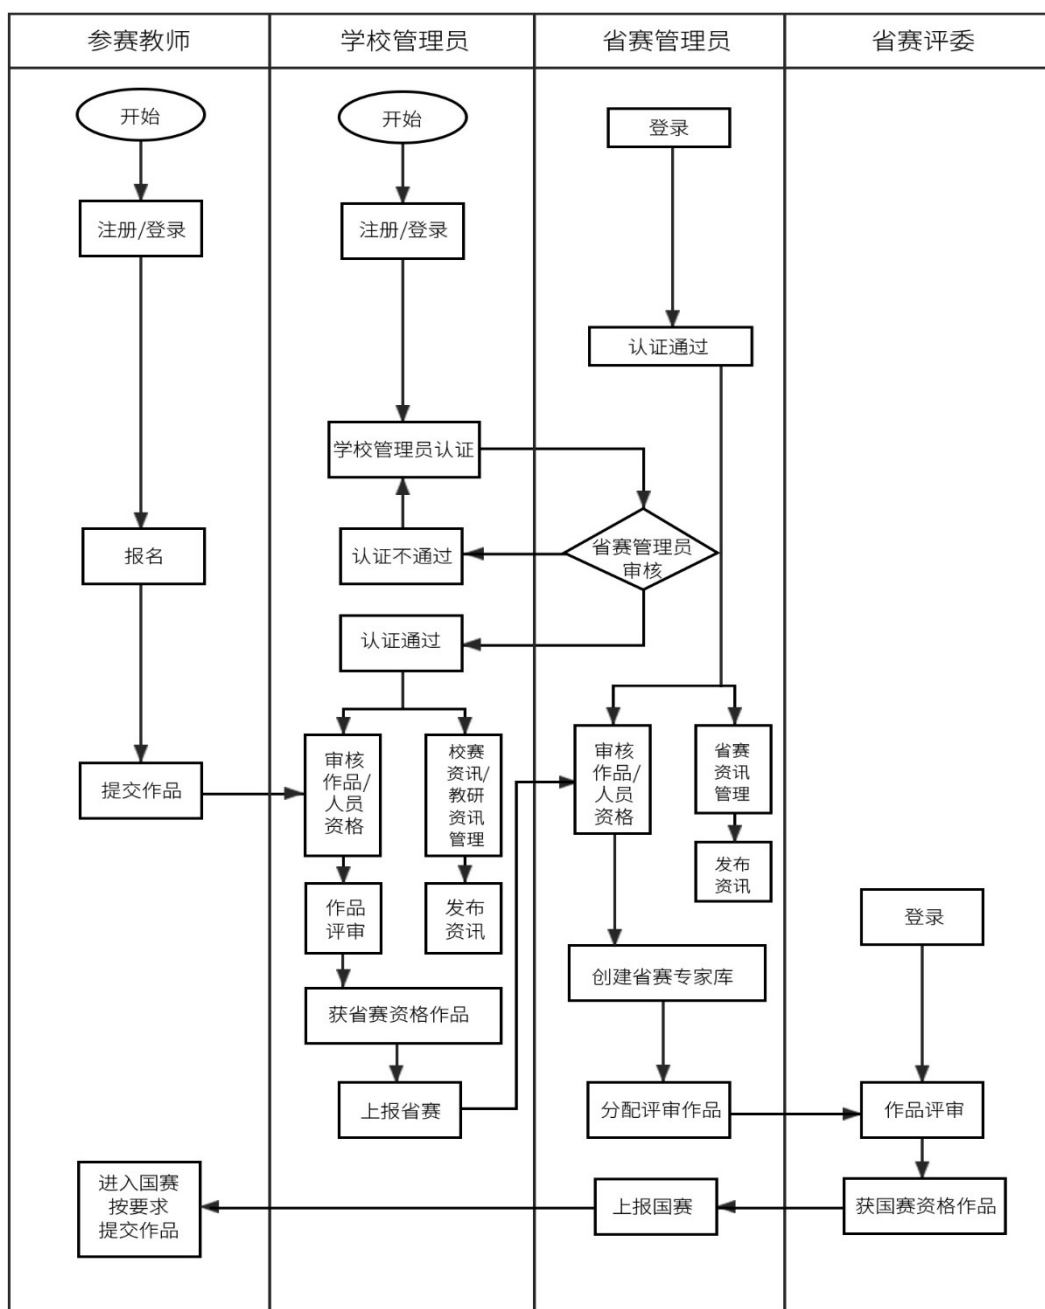 参赛教师
学校管理员
省赛管理员
省赛评委
开始
注册/登录
报名
提交作品
进入国赛
按要求
提交作品
开始
注册/登录
学校管理员认证
认证不通过
认证通过
审核
作品/
人员
资格
校赛
资讯/
教研
资讯
管理
作品
评审
发布
资讯
获省赛资格作品
上报省赛
登录
认证通过
省赛管理员
审核
审核
作品/
人员
资格
省赛
资讯
管理
发布
资讯
创建省赛专家库
分配评审作品
上报国赛
登录
作品评审
获国赛资格作品